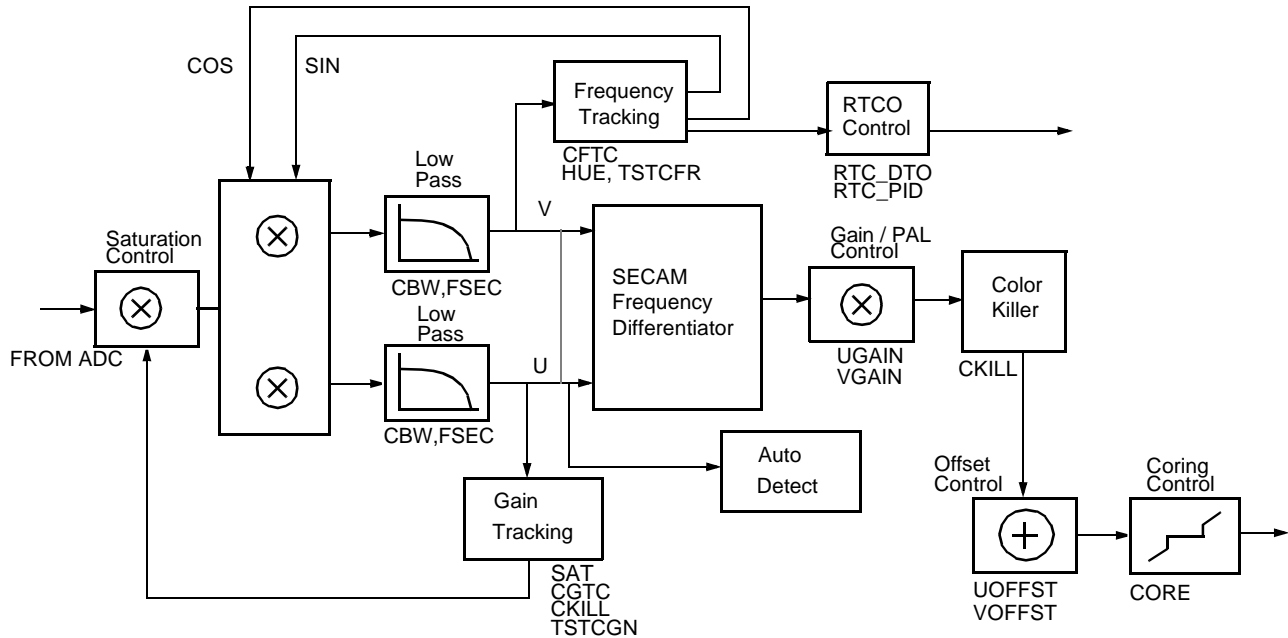 COS
SIN
Frequency
Tracking
CFTC
HUE, TSTCFR
RTCO
Control
RTC_DTO
RTC_PID
Low
Pass
CBW,FSEC
V
Saturation
Control
FROM ADC
SECAM
Frequency
Differentiator
Gain / PAL
Control
UGAIN
VGAIN
Color
Killer
CKILL
Low
Pass
CBW,FSEC
U
Auto
Detect
Gain
Tracking
SAT
CGTC
CKILL
TSTCGN
Offset
Control
UOFFST
VOFFST
Coring
Control
CORE